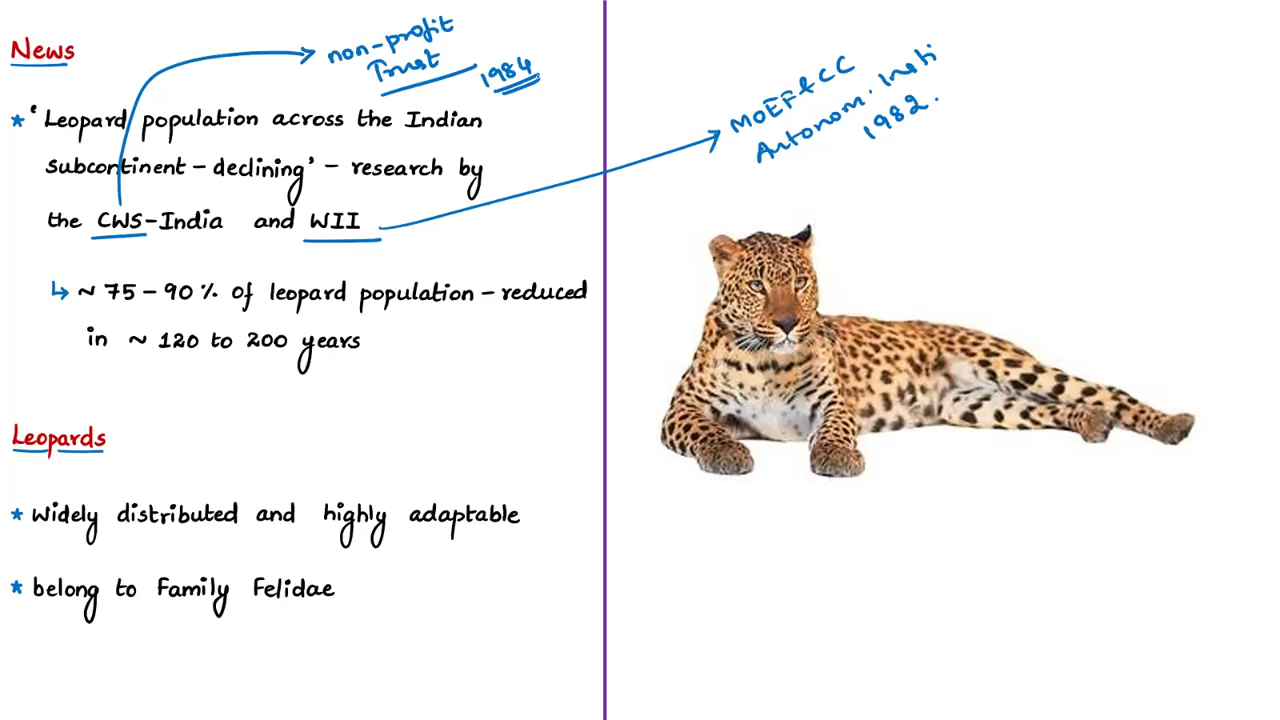 News
non-profit
Trust
1984
* 'Leopard population across the Indian
subcontinent – declining' – research by
the CWS-India and WII
↳ ~ 75 – 90 % of leopard population – reduced
in ~ 120 to 200 years
Leopards
* widely distributed and highly adaptable
* belong to Family Felidae
MOEF&CC
Autonom. Insti
1982.